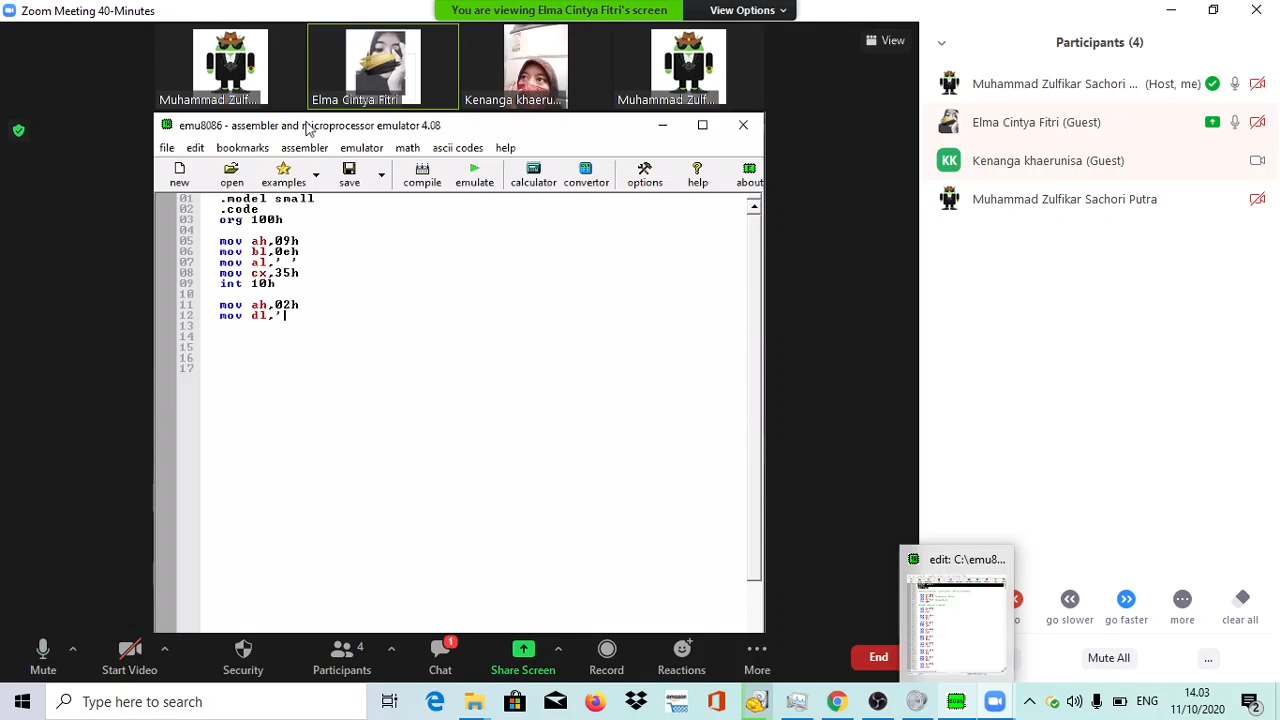 Zoom Meeting 40-Minutes
You are viewing Elma Cintya Fitri's screen
View Options
View
Muhammad Zulf...
Elma Cintya Fitri
Kenanga khaeru...
Muhammad Zulf...
emu8086 - assembler and microprocessor emulator 4.08
file edit bookmarks assembler emulator math ascii codes help
new open examples save compile emulate calculator convertor options help about
01 .model small
02 .code
03 org 100h
04
05 mov ah,09h
06 mov bl,0eh
07 mov al,' '
08 mov cx,35h
09 int 10h
10
11 mov ah,02h
12 mov dl,'
13
14
15
16
17
Participants (4)
Muhammad Zulfikar Sachori ... (Host, me)
Elma Cintya Fitri (Guest)
KK Kenanga khaerunisa (Guest)
Muhammad Zulfikar Sachori Putra
edit: C:\emu8...
go slower go faster more clear all
...
Mute Start Video Security Participants 4 Chat 1 Share Screen Record Reactions More End
Type here to search
ENG
14.03
11/10/2020
2